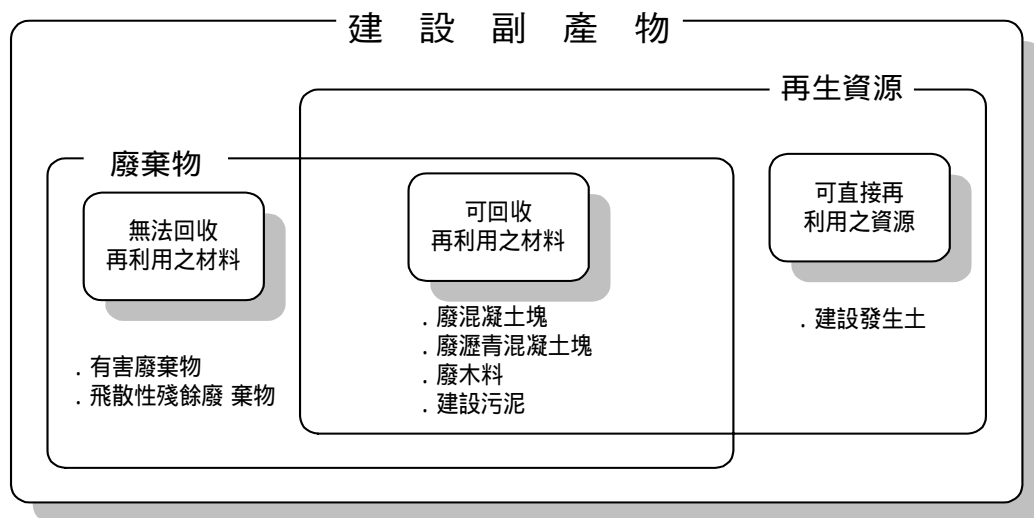 建設副產物
再生資源
廢棄物
無法回收
再利用之材料
. 有害廢棄物
. 飛散性殘餘廢 棄物
可回收
再利用之材料
. 廢混凝土塊
. 廢瀝青混凝土塊
. 廢木料
. 建設污泥
可直接再
利用之資源
. 建設發生土